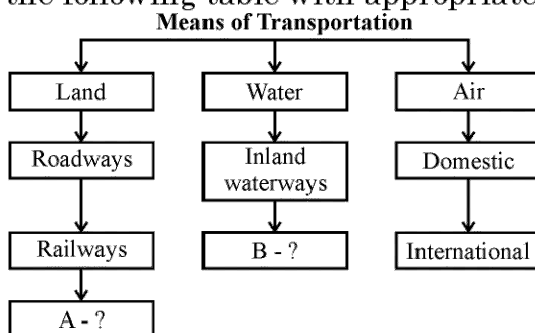 the following table with appropriate
Means of Transportation
Land
Water
Air
Roadways
Inland
waterways
Domestic
Railways
B - ?
International
A - ?